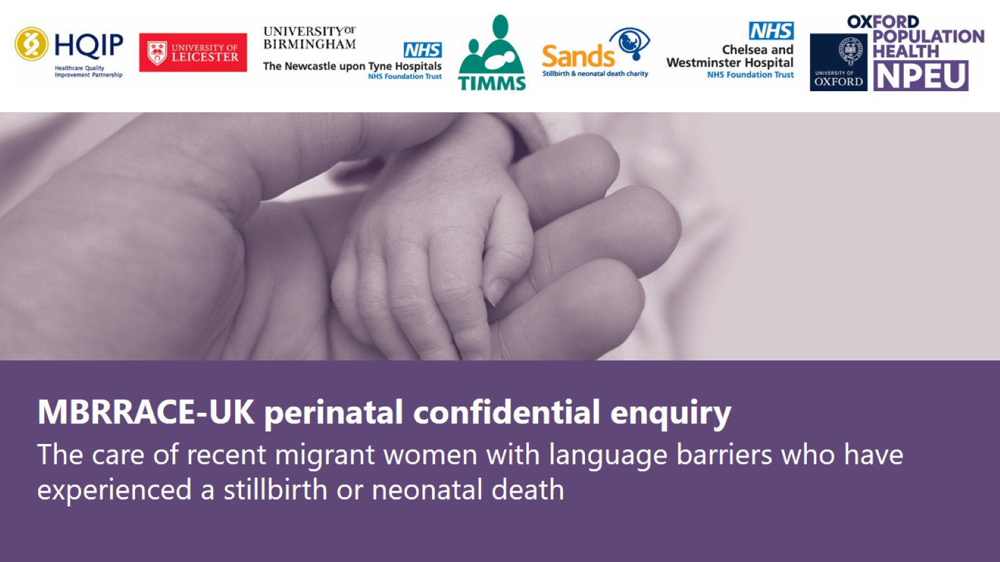 HQIP
Healthcare Quality
Improvement Partnership
UNIVERSITY OF
LEICESTER
UNIVERSITY OF
BIRMINGHAM
NHS
The Newcastle upon Tyne Hospitals
NHS Foundation Trust
TIMMS
Sands
Stillbirth & neonatal death charity
NHS
Chelsea and
Westminster Hospital
NHS Foundation Trust
UNIVERSITY OF
OXFORD
OXFORD
POPULATION
HEALTH
NPEU
MBRRACE-UK perinatal confidential enquiry
The care of recent migrant women with language barriers who have
experienced a stillbirth or neonatal death